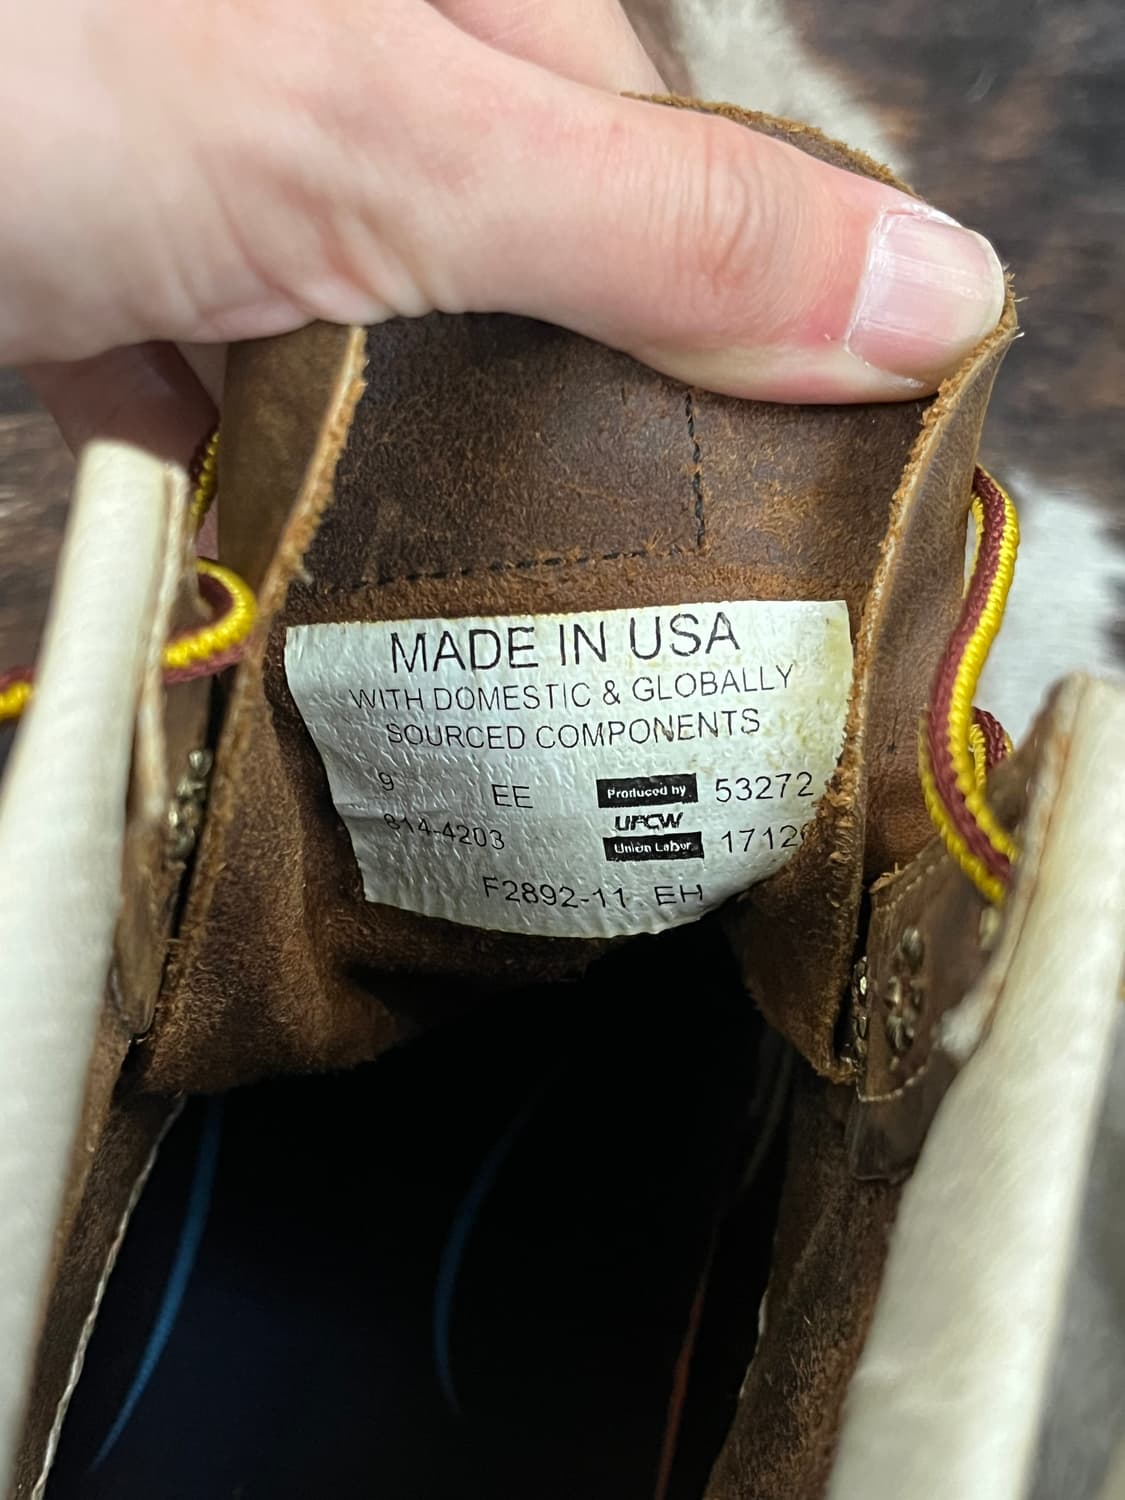 MADE IN USA
WITH DOMESTIC & GLOBALLY
SOURCED COMPONENTS
9 EE Produced by 53272
UFCW
814-4203 Union Labor
F2892-11 EH